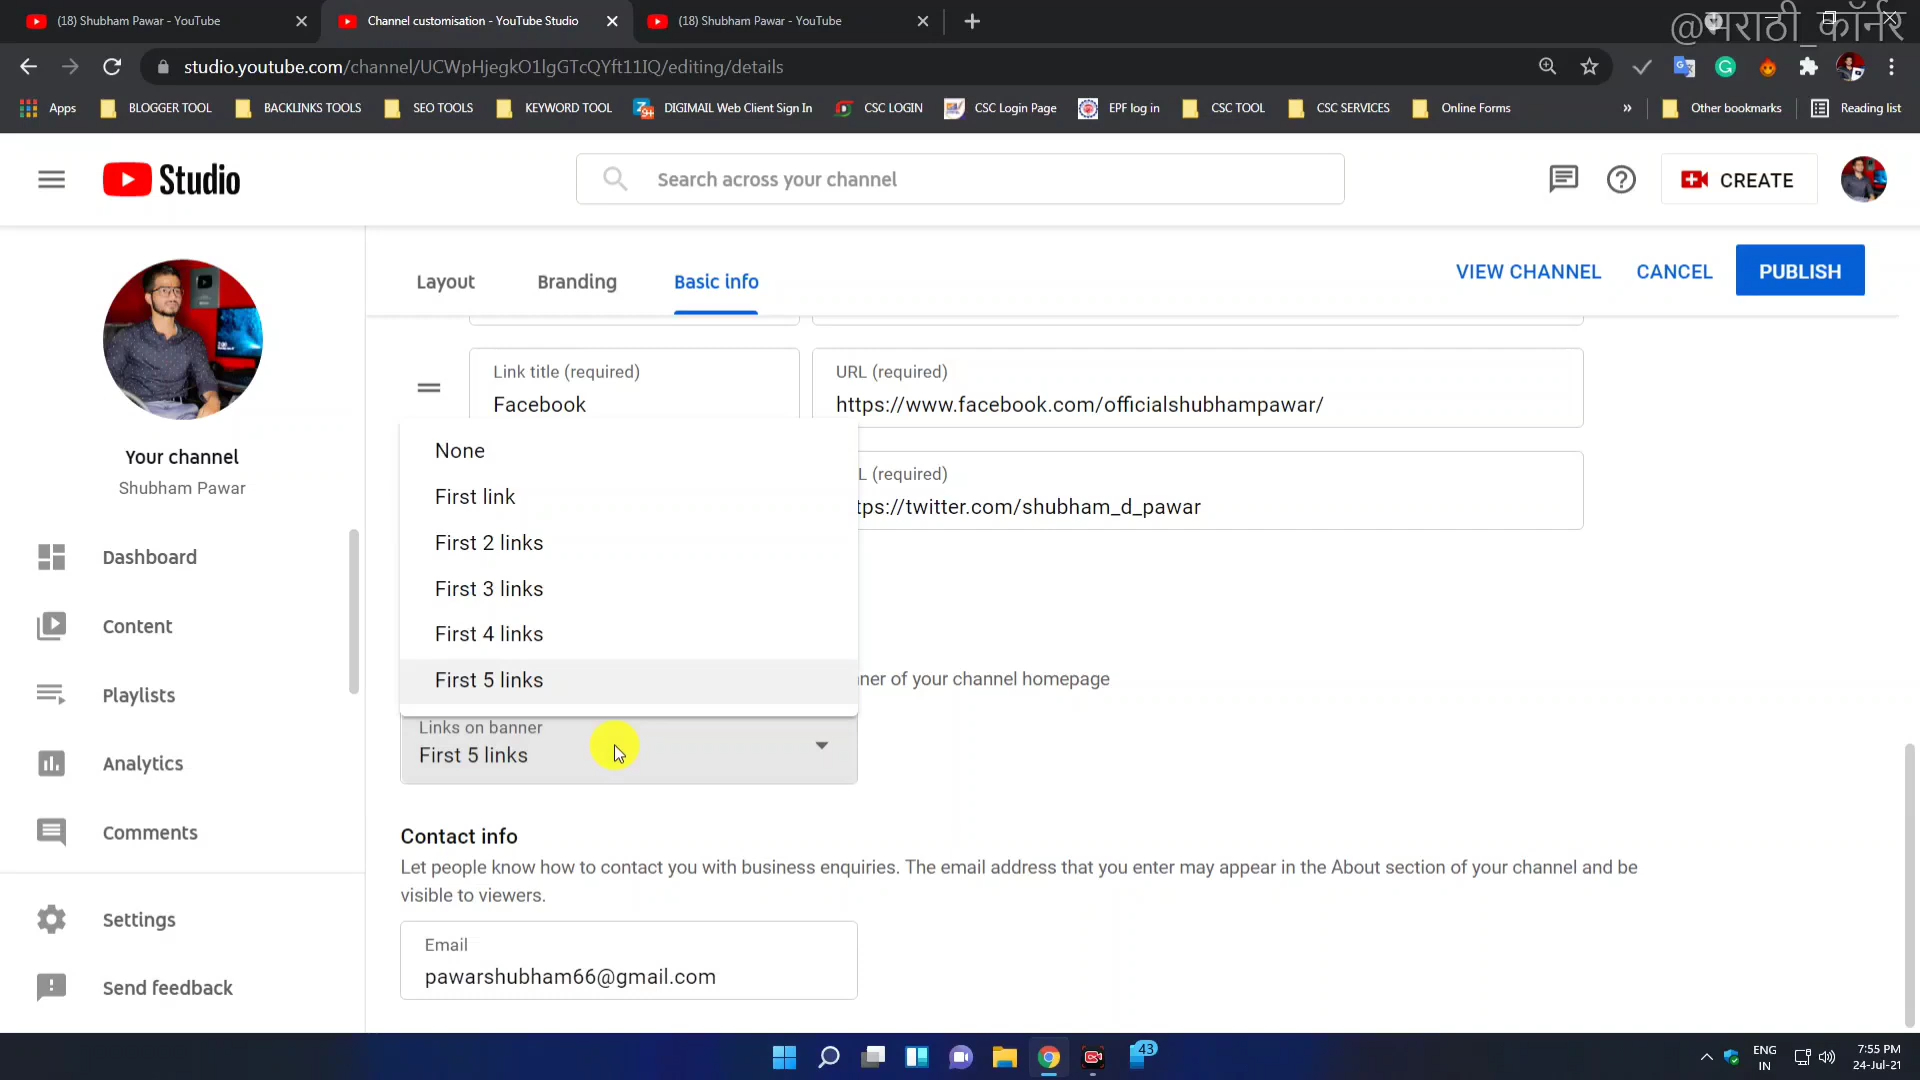 (18) Shubham Pawar - YouTube
Channel customisation - YouTube Studio
(18) Shubham Pawar - YouTube
@मराठी_कॉर्नर
studio.youtube.com/channel/UCWpHjegkO1lgGTcQYft11IQ/editing/details
Apps
BLOGGER TOOL
BACKLINKS TOOLS
SEO TOOLS
KEYWORD TOOL
DIGIMAIL Web Client Sign In
CSC LOGIN
CSC Login Page
EPF log in
CSC TOOL
CSC SERVICES
Online Forms
»
Other bookmarks
Reading list
Studio
Search across your channel
CREATE
Layout
Branding
Basic info
VIEW CHANNEL
CANCEL
PUBLISH
Your channel
Shubham Pawar
Dashboard
Content
Playlists
Analytics
Comments
Settings
Send feedback
Link title (required)
Facebook
URL (required)
https://www.facebook.com/officialshubhampawar/
L (required)
tps://twitter.com/shubham_d_pawar
None
First link
First 2 links
First 3 links
First 4 links
First 5 links
ner of your channel homepage
Links on banner
First 5 links
Contact info
Let people know how to contact you with business enquiries. The email address that you enter may appear in the About section of your channel and be
visible to viewers.
Email
pawarshubham66@gmail.com
43
ENG
IN
7:55 PM
24-Jul-21